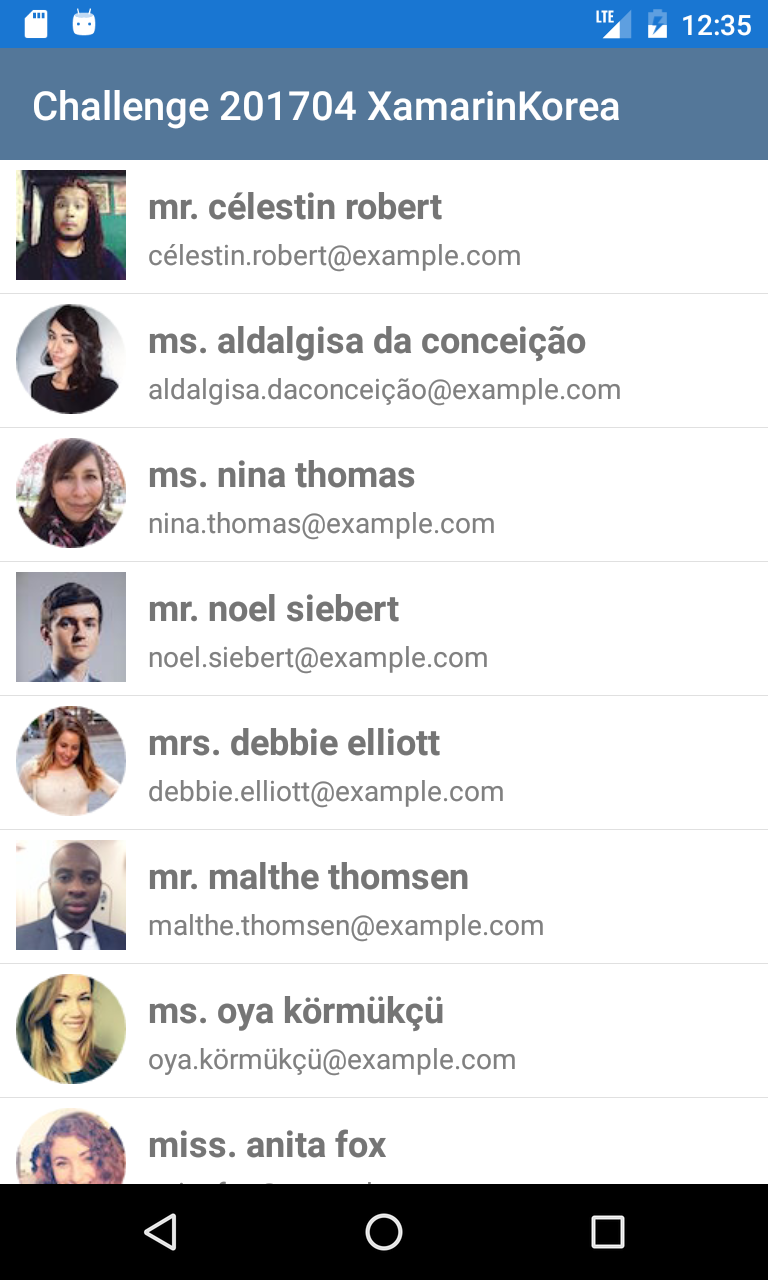 LTE 12:35
Challenge 201704 XamarinKorea
mr. célestin robert
célestin.robert@example.com
ms. aldalgisa da conceição
aldalgisa.daconceição@example.com
ms. nina thomas
nina.thomas@example.com
mr. noel siebert
noel.siebert@example.com
mrs. debbie elliott
debbie.elliott@example.com
mr. malthe thomsen
malthe.thomsen@example.com
ms. oya körmükçü
oya.körmükçü@example.com
miss. anita fox